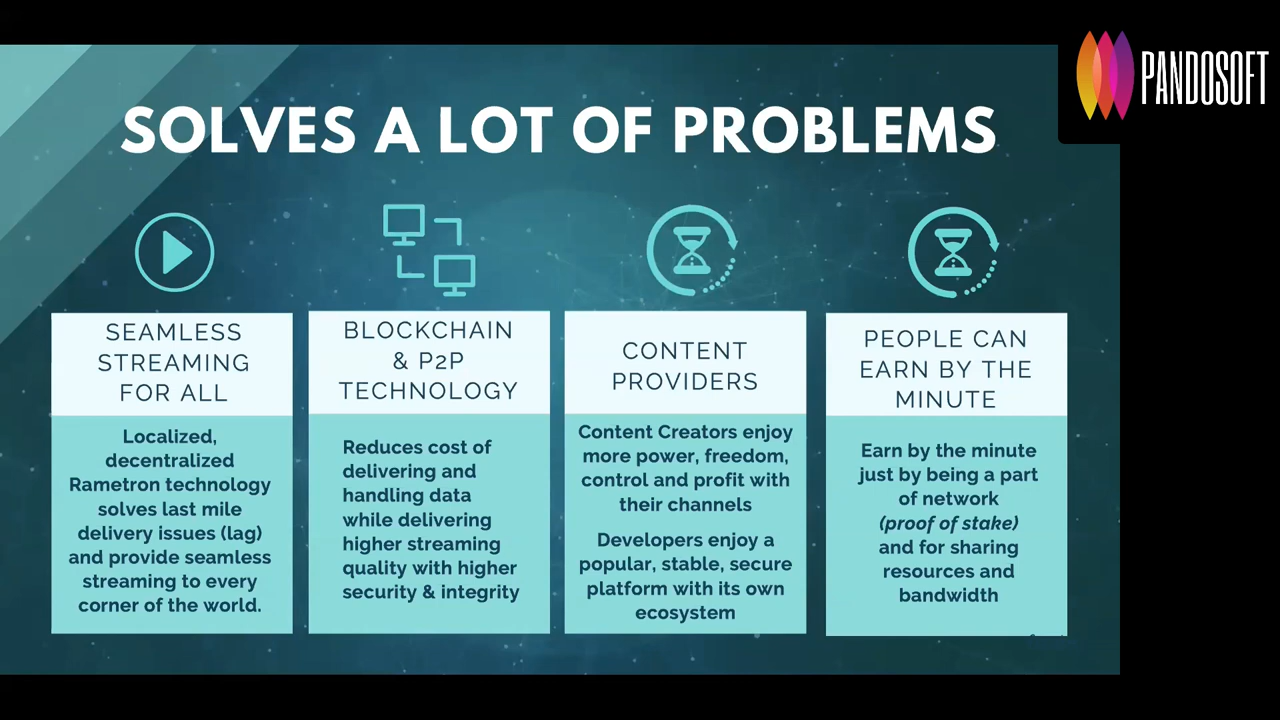 PANDOSOFT
SOLVES A LOT OF PROBLEMS
SEAMLESS
STREAMING
FOR ALL
Localized,
decentralized
Rametron technology
solves last mile
delivery issues (lag)
and provide seamless
streaming to every
corner of the world.
BLOCKCHAIN
& P2P
TECHNOLOGY
Reduces cost of
delivering and
handling data
while delivering
higher streaming
quality with higher
security & integrity
CONTENT
PROVIDERS
Content Creators enjoy
more power, freedom,
control and profit with
their channels
Developers enjoy a
popular, stable, secure
platform with its own
ecosystem
PEOPLE CAN
EARN BY THE
MINUTE
Earn by the minute
just by being a part
of network
(proof of stake)
and for sharing
resources and
bandwidth